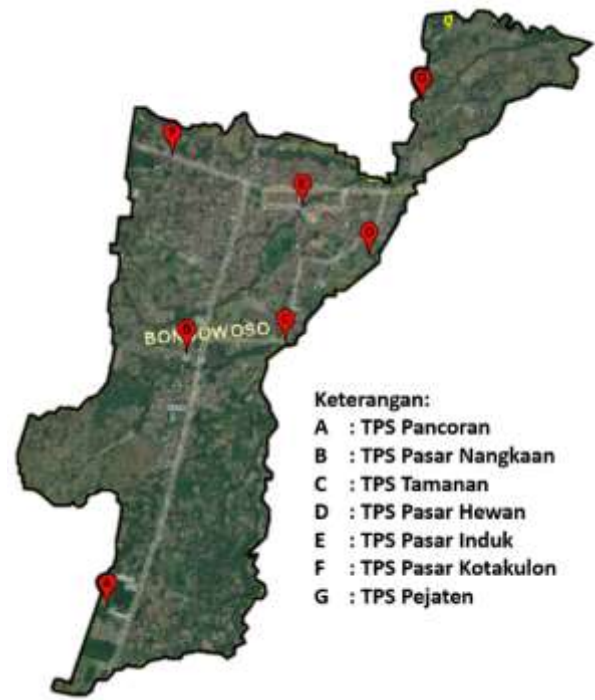 BONDOWOSO
Keterangan:
A : TPS Pancoran
B : TPS Pasar Nangkaan
C : TPS Tamanan
D : TPS Pasar Hewan
E : TPS Pasar Induk
F : TPS Pasar Kotakulon
G : TPS Pejaten